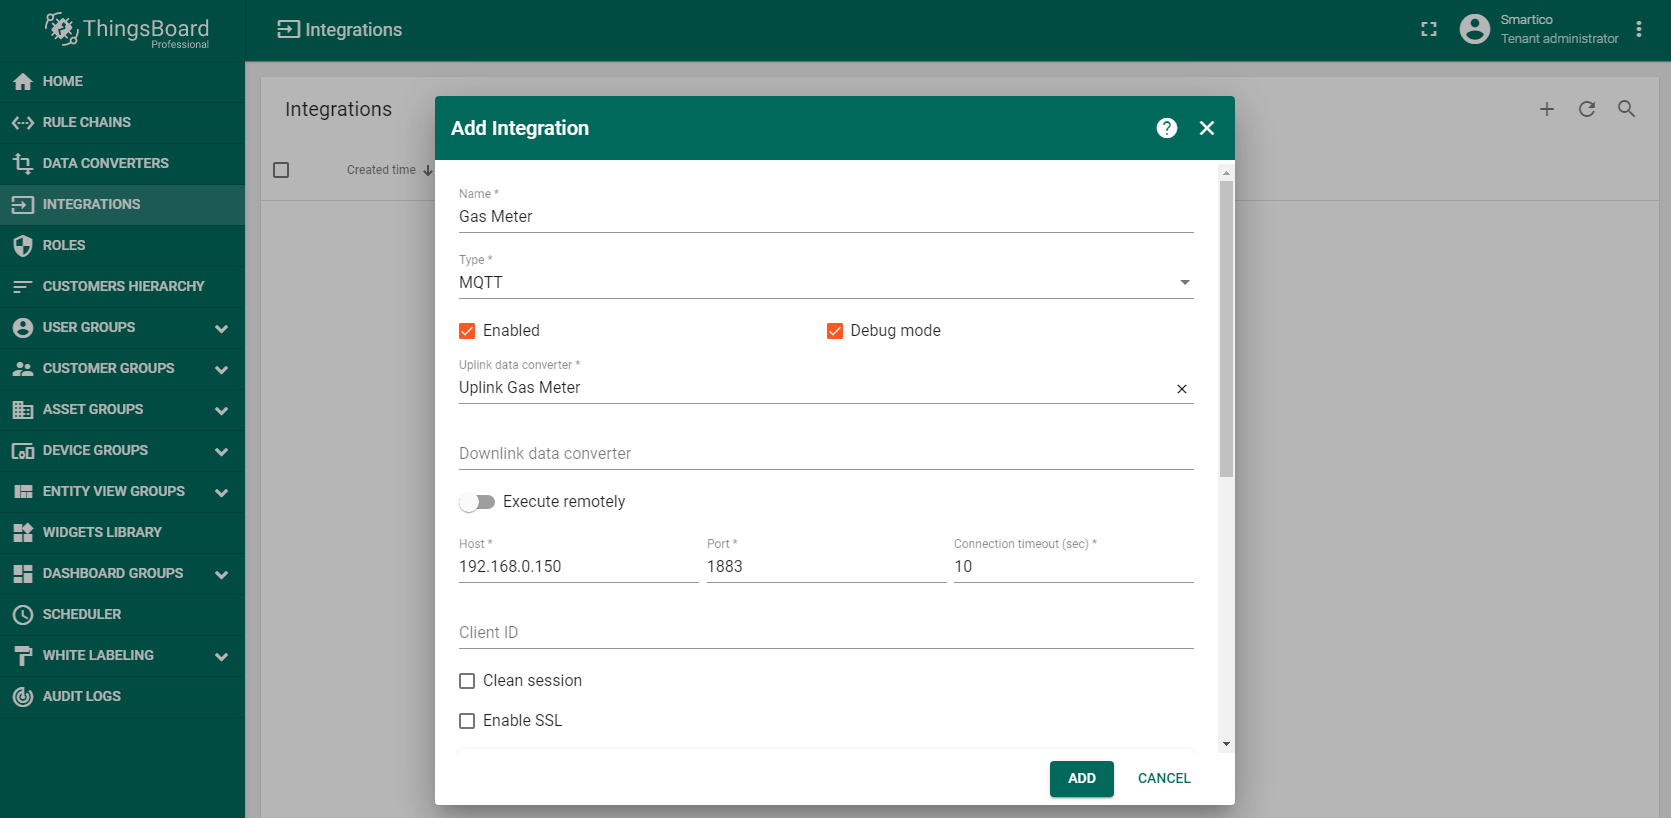 ThingsBoard
Professional
Integrations
Smartico
Tenant administrator
HOME
RULE CHAINS
DATA CONVERTERS
INTEGRATIONS
ROLES
CUSTOMERS HIERARCHY
USER GROUPS
CUSTOMER GROUPS
ASSET GROUPS
DEVICE GROUPS
ENTITY VIEW GROUPS
WIDGETS LIBRARY
DASHBOARD GROUPS
SCHEDULER
WHITE LABELING
AUDIT LOGS
Integrations
Created time
Add Integration
Name *
Gas Meter
Type *
MQTT
Enabled Debug mode
Uplink data converter *
Uplink Gas Meter
Downlink data converter
Execute remotely
Host * Port * Connection timeout (sec) *
192.168.0.150 1883 10
Client ID
Clean session
Enable SSL
ADD CANCEL